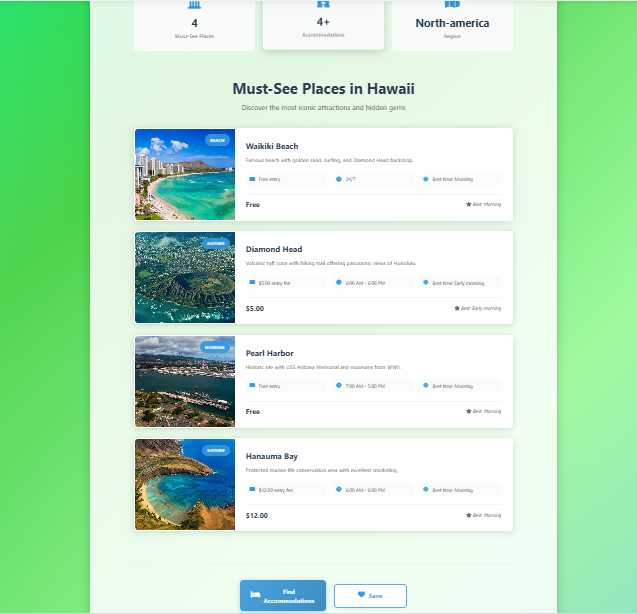 4
Must-See Places
4+
Accommodations
North-america
Region
Must-See Places in Hawaii
Discover the most iconic attractions and hidden gems
BEACH
Waikiki Beach
Famous beach with golden sand, surfing, and Diamond Head backdrop.
Free entry
24/7
Best time: Morning
Free
Best: Morning
NATURE
Diamond Head
Volcanic tuff cone with hiking trail offering panoramic views of Honolulu.
$5.00 entry fee
6:00 AM - 6:00 PM
Best time: Early morning
$5.00
Best: Early morning
MUSEUM
Pearl Harbor
Historic site with USS Arizona Memorial and museums from WWII.
Free entry
7:00 AM - 5:00 PM
Best time: Morning
Free
Best: Morning
NATURE
Hanauma Bay
Protected marine life conservation area with excellent snorkeling.
$12.00 entry fee
6:00 AM - 6:00 PM
Best time: Morning
$12.00
Best: Morning
Find
Accommodations
Save